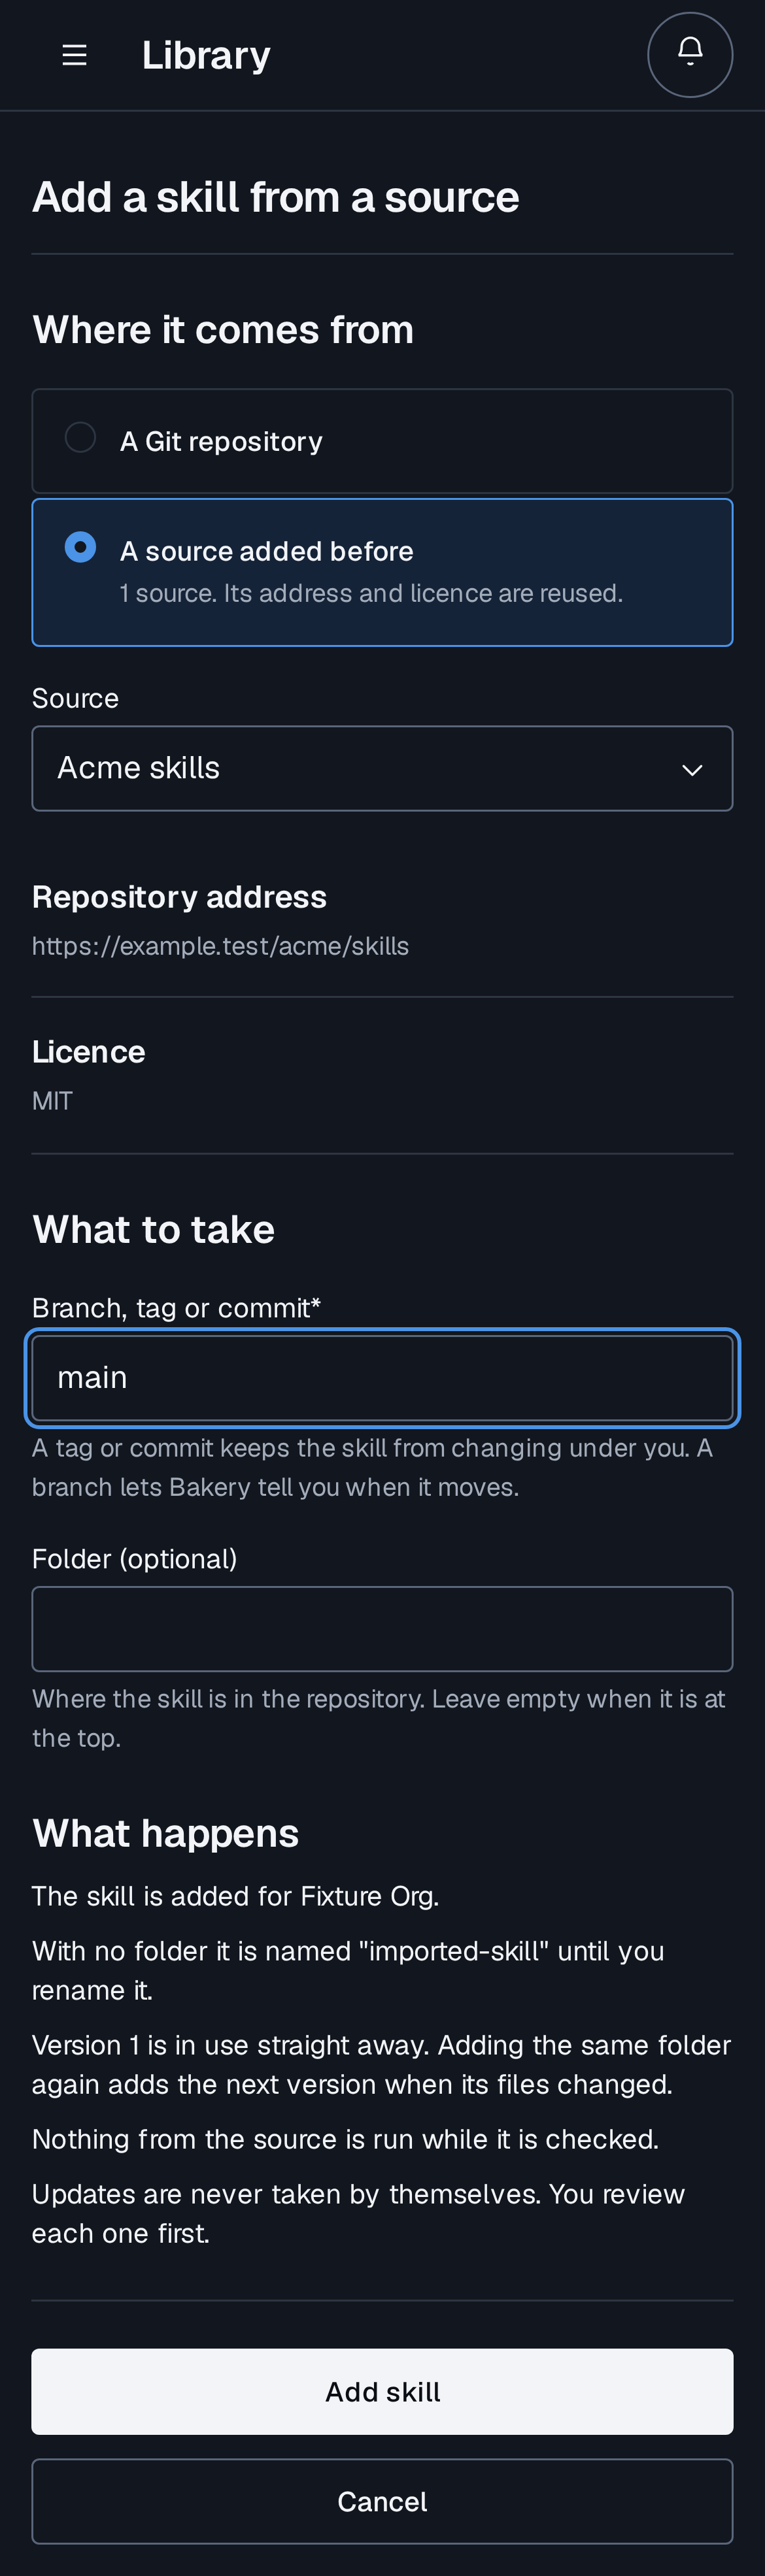 Library
Add a skill from a source
Where it comes from
A Git repository
A source added before
1 source. Its address and licence are reused.
Source
Acme skills
Repository address
https://example.test/acme/skills
Licence
MIT
What to take
Branch, tag or commit*
main
A tag or commit keeps the skill from changing under you. A
branch lets Bakery tell you when it moves.
Folder (optional)
Where the skill is in the repository. Leave empty when it is at
the top.
What happens
The skill is added for Fixture Org.
With no folder it is named "imported-skill" until you
rename it.
Version 1 is in use straight away. Adding the same folder
again adds the next version when its files changed.
Nothing from the source is run while it is checked.
Updates are never taken by themselves. You review
each one first.
Add skill
Cancel